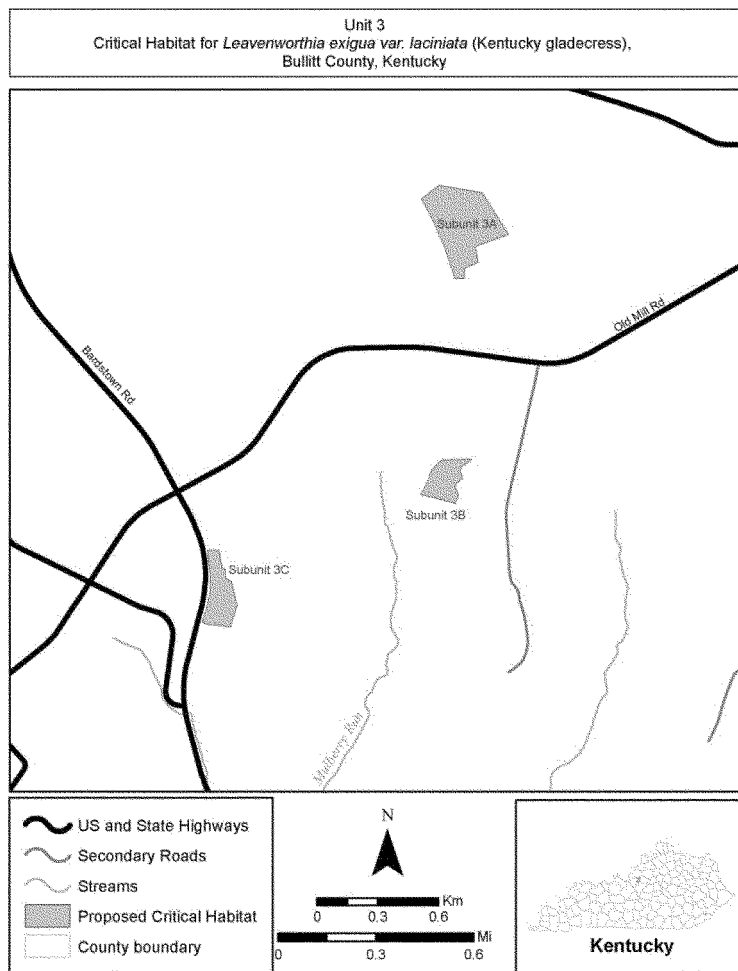 Unit 3
Critical Habitat for Leavenworthia exigua var. laciniata (Kentucky gladecress),
Bullitt County, Kentucky
Subunit 3A
Old Mill Rd
Bardstown Rd
Subunit 3B
Subunit 3C
Mulberry Run
US and State Highways
Secondary Roads
Streams
Proposed Critical Habitat
County boundary
N
Km
0 0.3 0.6
Mi
0 0.3 0.6
Kentucky